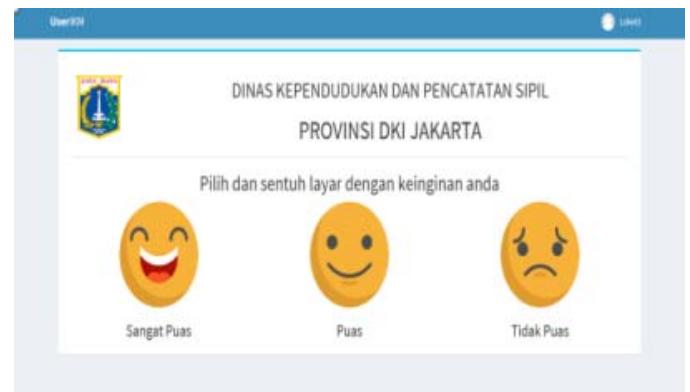 DINAS KEPENDUDUKAN DAN PENCATATAN SIPIL
PROVINSI DKI JAKARTA
Pilih dan sentuh layar dengan keinginan anda
Sangat Puas
Puas
Tidak Puas